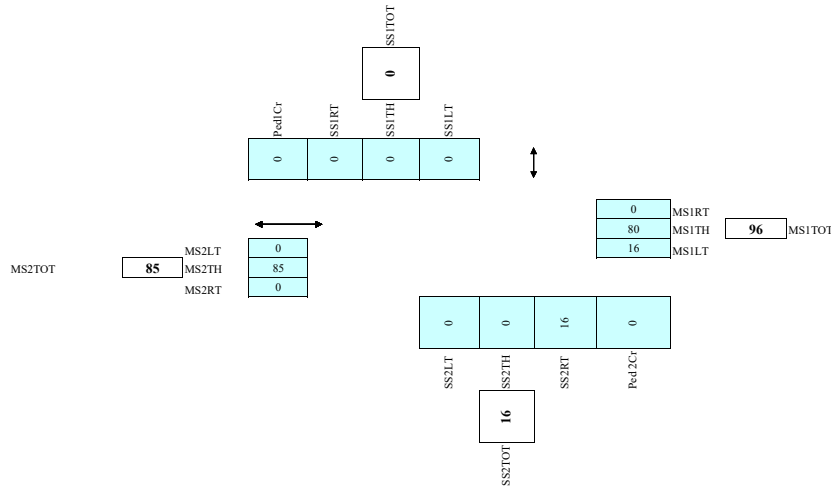 SS1TOT
0
Ped1Cr SS1RT SS1TH SS1LT
0 0 0 0
0 MS1RT
80 MS1TH 96 MS1TOT
16 MS1LT
MS2LT 0
MS2TOT 85 MS2TH 85
MS2RT 0
0 0 16 0
SS2LT SS2TH SS2RT Ped2Cr
16
SS2TOT